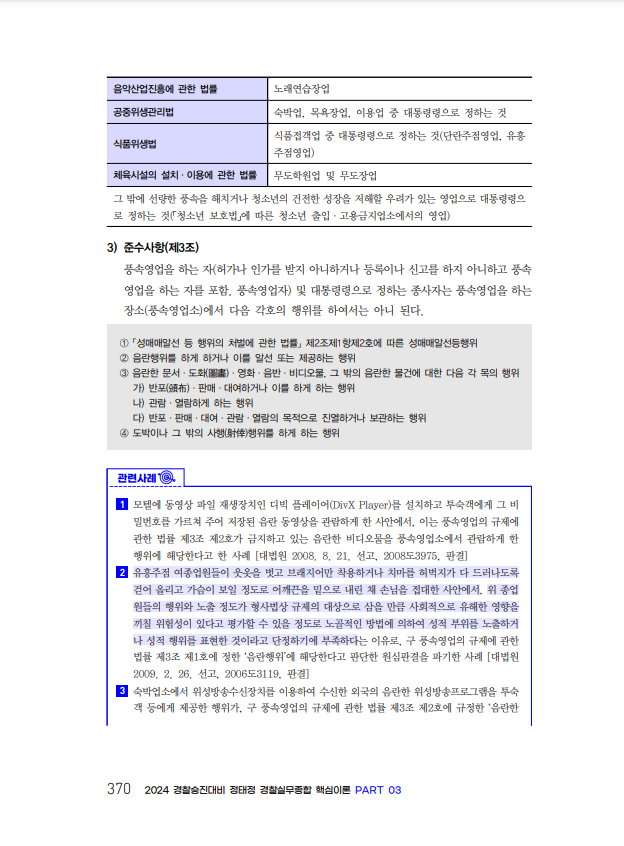 음악산업진흥에 관한 법률 노래연습장업
공중위생관리법 숙박업, 목욕장업, 이용업 중 대통령령으로 정하는 것
식품위생법 식품접객업 중 대통령령으로 정하는 것(단란주점영업, 유흥
주점영업)
체육시설의 설치 · 이용에 관한 법률 무도학원업 및 무도장업
그 밖에 선량한 풍속을 해치거나 청소년의 건전한 성장을 저해할 우려가 있는 영업으로 대통령령으
로 정하는 것(「청소년 보호법」에 따른 청소년 출입 · 고용금지업소에서의 영업)
3) 준수사항(제3조)
풍속영업을 하는 자(허가나 인가를 받지 아니하거나 등록이나 신고를 하지 아니하고 풍속
영업을 하는 자를 포함. 풍속영업자) 및 대통령령으로 정하는 종사자는 풍속영업을 하는
장소(풍속영업소)에서 다음 각호의 행위를 하여서는 아니 된다.
① 「성매매알선 등 행위의 처벌에 관한 법률」 제2조제1항제2호에 따른 성매매알선등행위
② 음란행위를 하게 하거나 이를 알선 또는 제공하는 행위
③ 음란한 문서 · 도화(圖畫) · 영화 · 음반 · 비디오물, 그 밖의 음란한 물건에 대한 다음 각 목의 행위
가) 반포(頒布) · 판매 · 대여하거나 이를 하게 하는 행위
나) 관람 · 열람하게 하는 행위
다) 반포 · 판매 · 대여 · 관람 · 열람의 목적으로 진열하거나 보관하는 행위
④ 도박이나 그 밖의 사행(射倖)행위를 하게 하는 행위
관련사례
1 모텔에 동영상 파일 재생장치인 디빅 플레이어(DivX Player)를 설치하고 투숙객에게 그 비
밀번호를 가르쳐 주어 저장된 음란 동영상을 관람하게 한 사안에서, 이는 풍속영업의 규제에
관한 법률 제3조 제2호가 금지하고 있는 음란한 비디오물을 풍속영업소에서 관람하게 한
행위에 해당한다고 한 사례 [대법원 2008. 8. 21. 선고, 2008도3975, 판결]
2 유흥주점 여종업원들이 웃옷을 벗고 브래지어만 착용하거나 치마를 허벅지가 다 드러나도록
걷어 올리고 가슴이 보일 정도로 어깨끈을 밑으로 내린 채 손님을 접대한 사안에서, 위 종업
원들의 행위와 노출 정도가 형사법상 규제의 대상으로 삼을 만큼 사회적으로 유해한 영향을
끼칠 위험성이 있다고 평가할 수 있을 정도로 노골적인 방법에 의하여 성적 부위를 노출하거
나 성적 행위를 표현한 것이라고 단정하기에 부족하다는 이유로, 구 풍속영업의 규제에 관한
법률 제3조 제1호에 정한 '음란행위'에 해당한다고 판단한 원심판결을 파기한 사례 [대법원
2009. 2. 26. 선고, 2006도3119, 판결]
3 숙박업소에서 위성방송수신장치를 이용하여 수신한 외국의 음란한 위성방송프로그램을 투숙
객 등에게 제공한 행위가, 구 풍속영업의 규제에 관한 법률 제3조 제2호에 규정한 '음란한
370 2024 경찰승진대비 정태정 경찰실무종합 핵심이론 PART 03